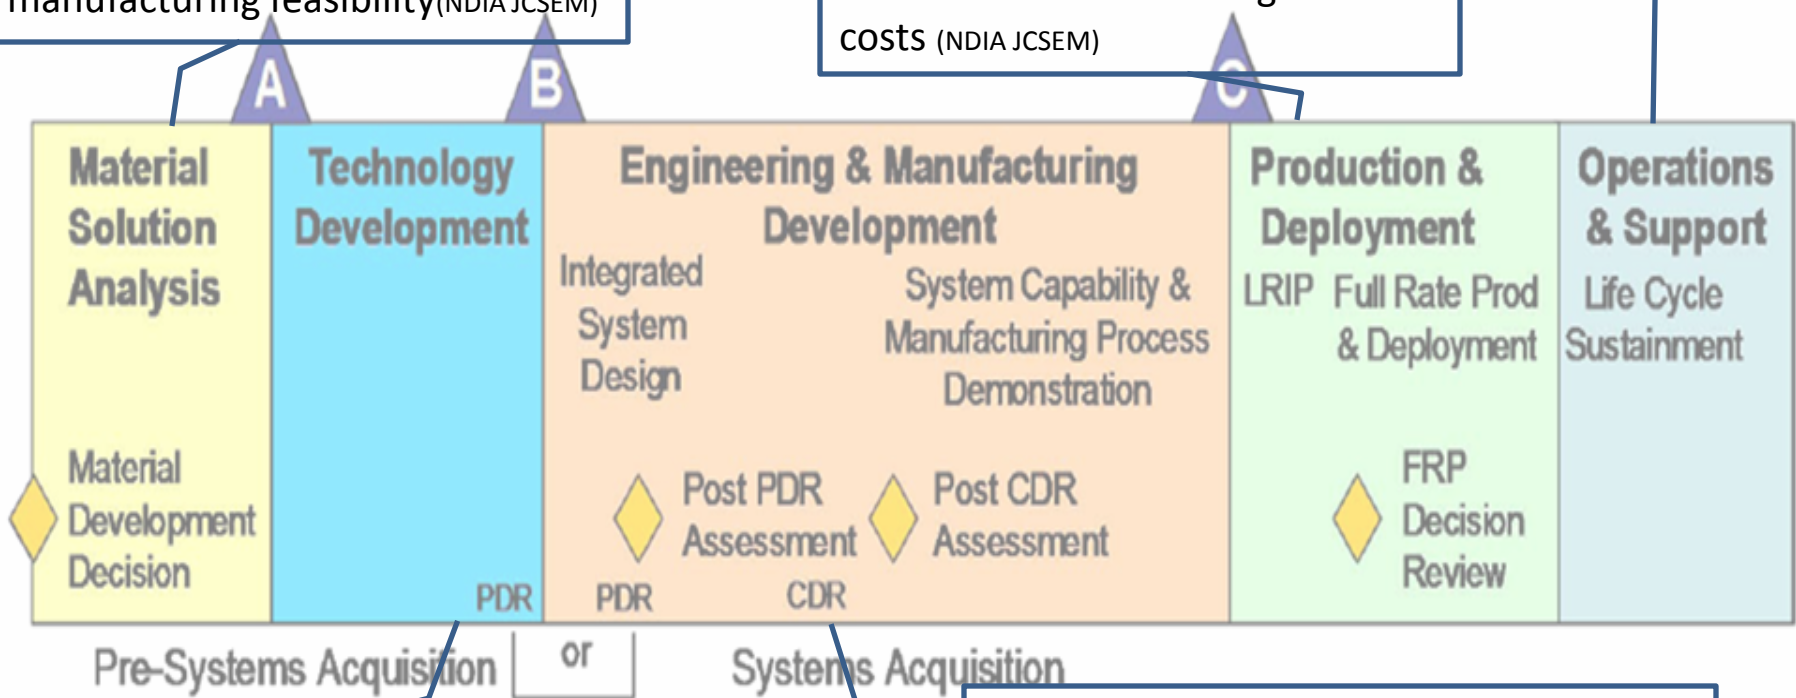 manufacturing feasibility(NDIA JCSEM)
costs (NDIA JCSEM)
A
B
C
Material
Solution
Analysis
Technology
Development
Engineering & Manufacturing
Development
Integrated
System
Design
System Capability &
Manufacturing Process
Demonstration
Production &
Deployment
LRIP
Full Rate Prod
& Deployment
Operations
& Support
Life Cycle
Sustainment
Material
Development
Decision
PDR
PDR
Post PDR
Assessment
CDR
Post CDR
Assessment
FRP
Decision
Review
Pre-Systems Acquisition
or
Systems Acquisition